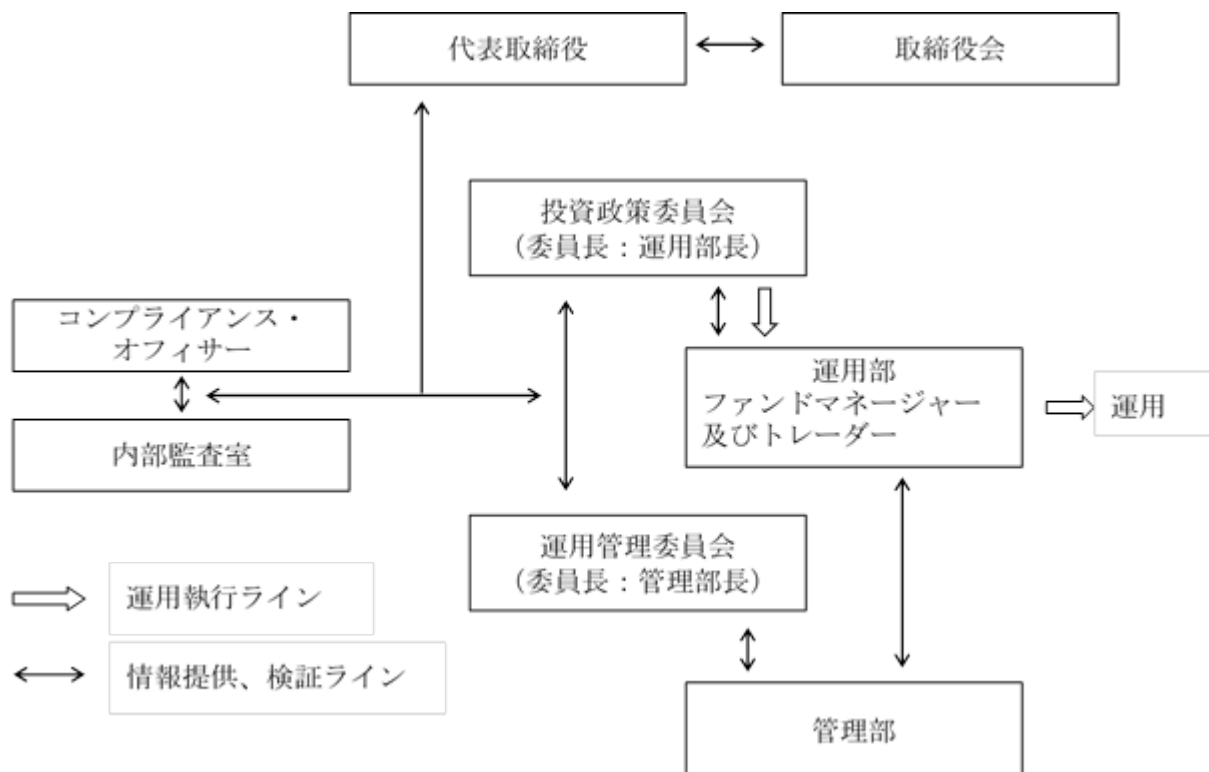 代表取締役
取締役会
投資政策委員会
（委員長：運用部長）
コンプライアンス・
オフィサー
内部監査室
運用部
ファンドマネージャー
及びトレーダー
運用
運用管理委員会
（委員長：管理部長）
運用執行ライン
情報提供、検証ライン
管理部